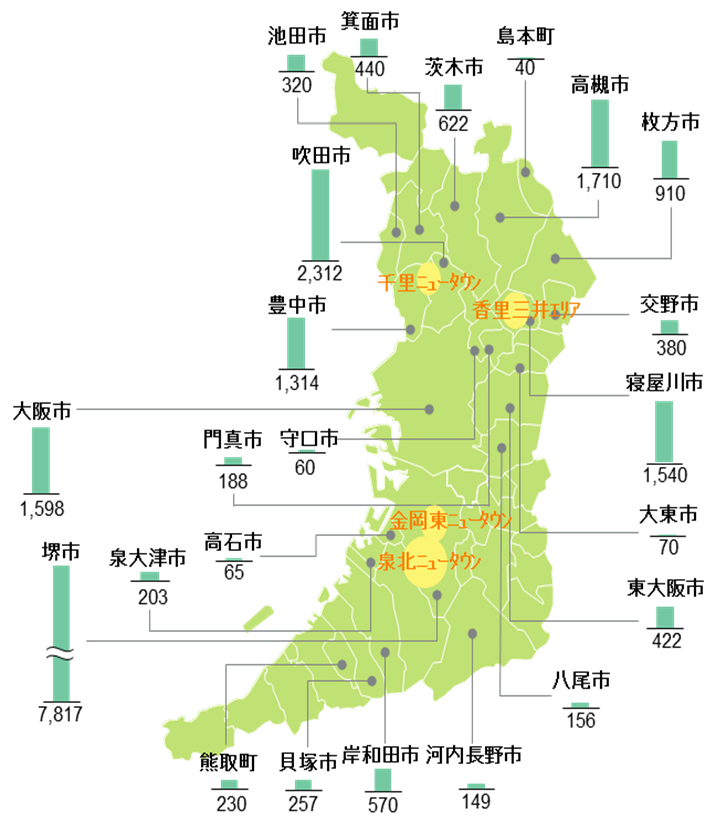 池田市
320
箕面市
440
茨木市
622
島本町
40
高槻市
1,710
枚方市
910
吹田市
2,312
千里ニュータウン
香里三井エリア
豊中市
1,314
交野市
380
寝屋川市
1,540
大阪市
1,598
門真市
188
守口市
60
金岡東ニュータウン
泉北ニュータウン
大東市
70
高石市
65
泉大津市
203
堺市
7,817
東大阪市
422
八尾市
156
熊取町
230
貝塚市
257
岸和田市
570
河内長野市
149